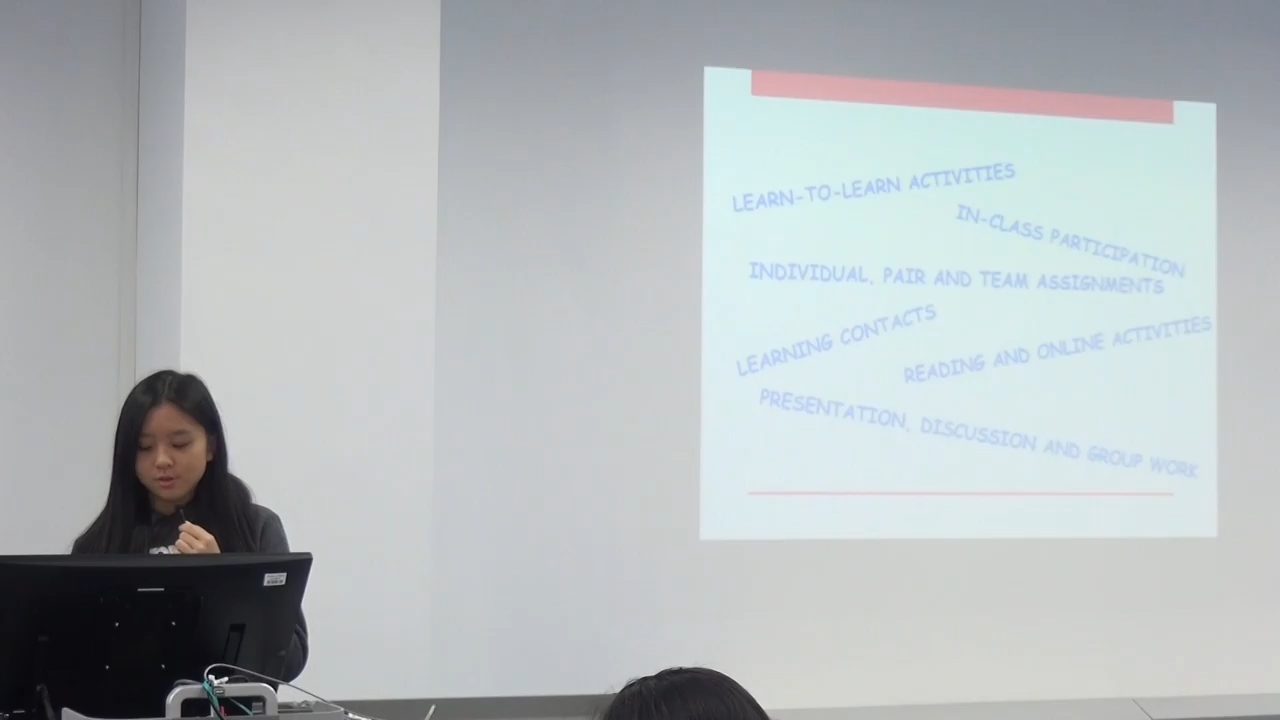 LEARN-TO-LEARN ACTIVITIES
IN-CLASS PARTICIPATION
INDIVIDUAL, PAIR AND TEAM ASSIGNMENTS
LEARNING CONTACTS
READING AND ONLINE ACTIVITIES
PRESENTATION, DISCUSSION AND GROUP WORK